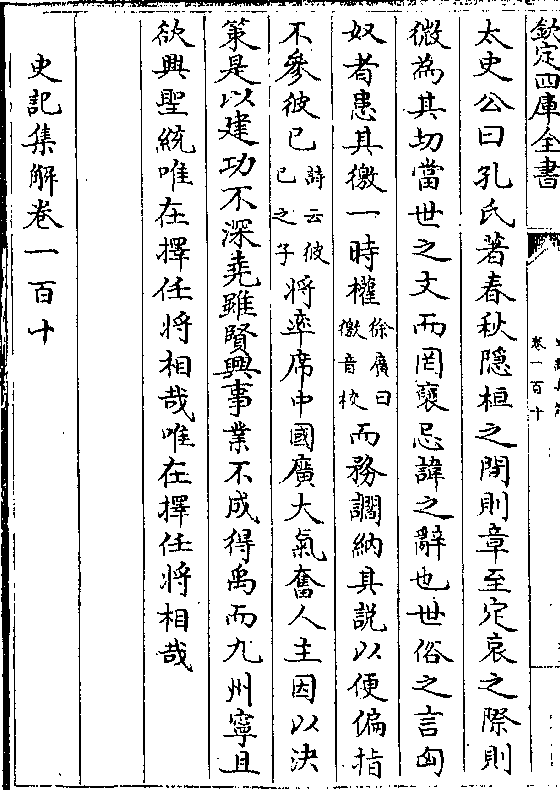 欽定四庫全書
卷一百十
太史公曰孔氏著春秋隱桓之間則章至定哀之際則
微為其切當世之文而罔襃忌諱之辭也世俗之言匈
奴者患其徼一時權徐廣曰徼音校而務讇納其説以便偏指
不參彼已詩云彼已之子將率席中國廣大氣奮人主因以決
策是以建功不深堯雖賢興事業不成得禹而九州寧且
欲興聖統唯在擇任將相哉唯在擇任將相哉
史記集解卷一百十